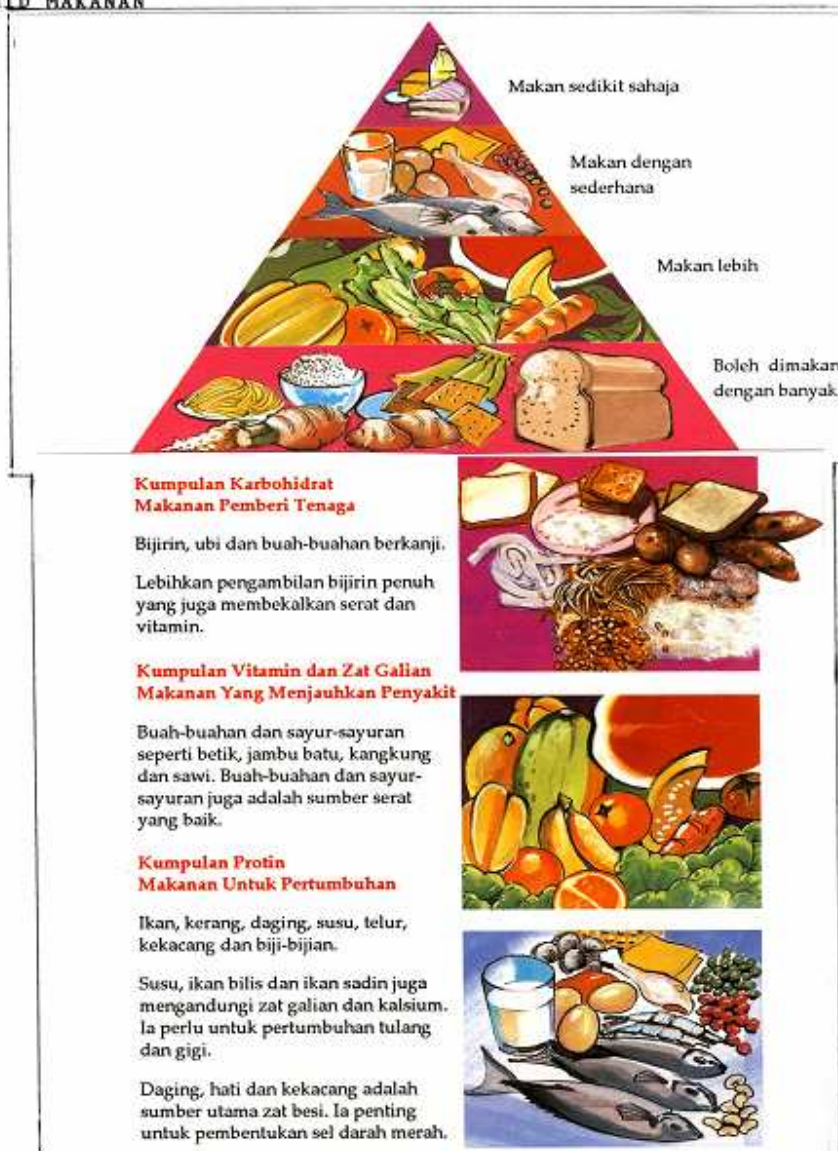 MAKANAN
Makan sedikit sahaja
Makan dengan
sederhana
Makan lebih
Boleh dimakan
dengan banyak
Kumpulan Karbohidrat
Makanan Pemberi Tenaga
Bijirin, ubi dan buah-buahan berkanji.
Lebihkan pengambilan bijirin penuh
yang juga membekalkan serat dan
vitamin.
Kumpulan Vitamin dan Zat Galian
Makanan Yang Menjauhkan Penyakit
Buah-buahan dan sayur-sayuran
seperti betik, jambu batu, kangkung
dan sawi. Buah-buahan dan sayur-
sayuran juga adalah sumber serat
yang baik.
Kumpulan Protin
Makanan Untuk Pertumbuhan
Ikan, kerang, daging, susu, telur,
kekacang dan biji-bijian.
Susu, ikan bilis dan ikan sadin juga
mengandungi zat galian dan kalsium.
Ia perlu untuk pertumbuhan tulang
dan gigi.
Daging, hati dan kekacang adalah
sumber utama zat besi. Ia penting
untuk pembentukan sel darah merah.